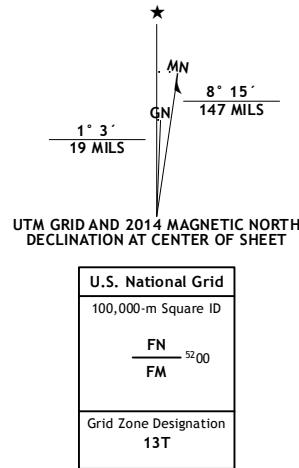 ★
MN
GN
8° 15´
147 MILS
1° 3´
19 MILS
UTM GRID AND 2014 MAGNETIC NORTH
DECLINATION AT CENTER OF SHEET
U.S. National Grid
100,000-m Square ID
FN
5200
FM
Grid Zone Designation
13T